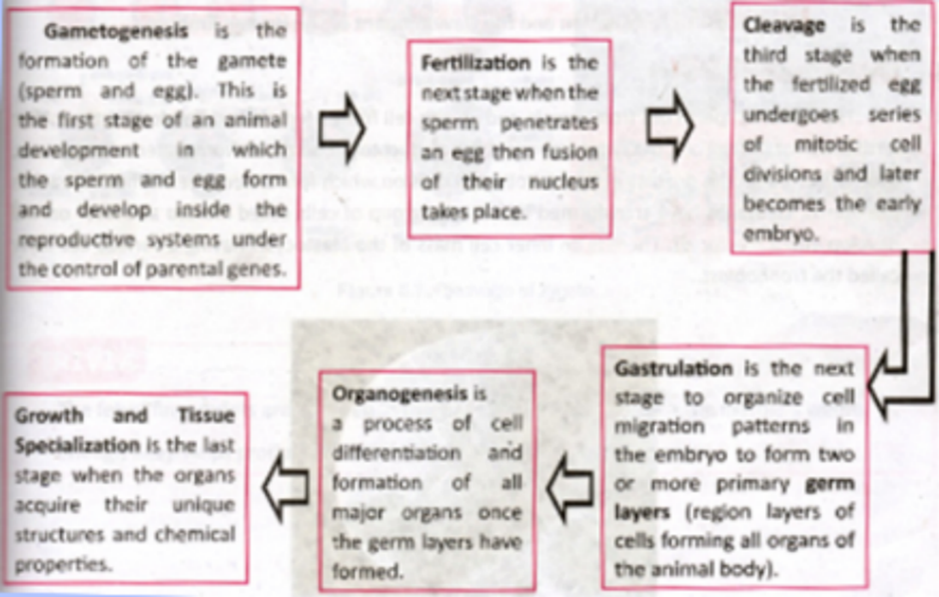 Gametogenesis is the
formation of the gamete
(sperm and egg). This is
the first stage of an animal
development in which
the sperm and egg form
and develop inside the
reproductive systems under
the control of parental genes.
Fertilization is the
next stage when the
sperm penetrates
an egg then fusion
of their nucleus
takes place.
Cleavage is the
third stage when
the fertilized egg
undergoes series
of mitotic cell
divisions and later
becomes the early
embryo.
Gastrulation is the next
stage to organize cell
migration patterns in
the embryo to form two
or more primary germ
layers (region layers of
cells forming all organs of
the animal body).
Organogenesis is
a process of cell
differentiation and
formation of all
major organs once
the germ layers have
formed.
Growth and Tissue
Specialization is the last
stage when the organs
acquire their unique
structures and chemical
properties.